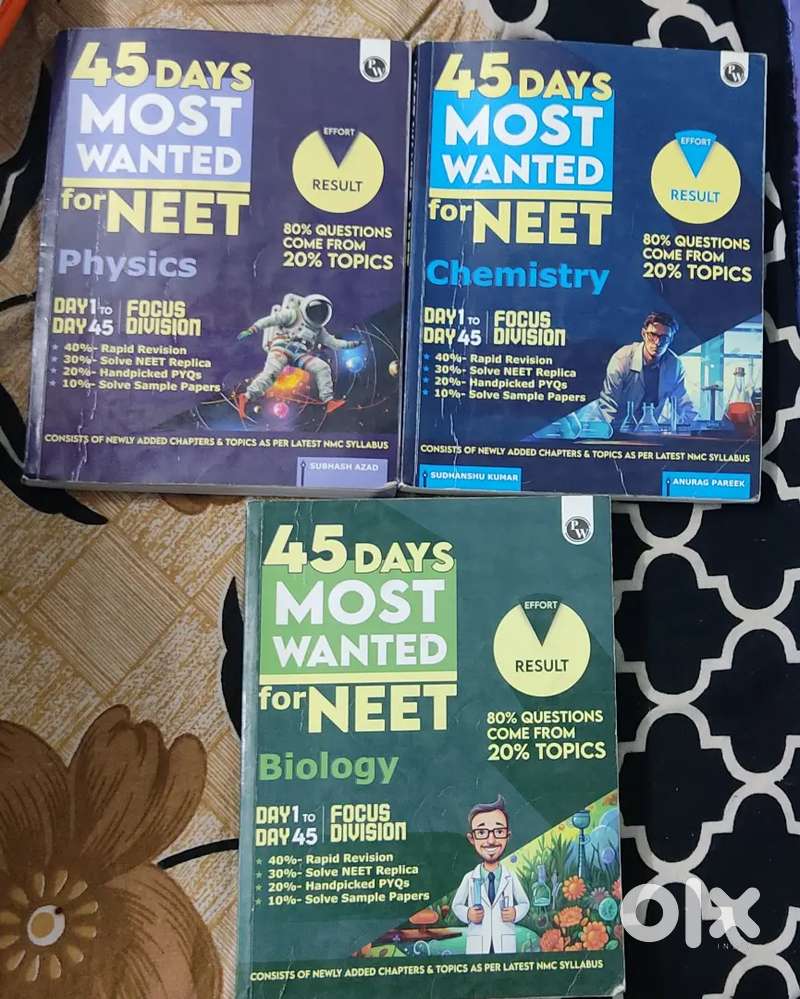 45 DAYS
MOST
WANTED
for NEET
Physics
PW
EFFORT
RESULT
80% QUESTIONS
COME FROM
20% TOPICS
DAY 1 TO
DAY 45
FOCUS
DIVISION
40%- Rapid Revision
30%- Solve NEET Replica
20%- Handpicked PYQs
10%- Solve Sample Papers
CONSISTS OF NEWLY ADDED CHAPTERS & TOPICS AS PER LATEST NMC SYLLABUS
SUBHASH AZAD
45 DAYS
MOST
WANTED
for NEET
Chemistry
PW
EFFORT
RESULT
80% QUESTIONS
COME FROM
20% TOPICS
DAY 1 TO
DAY 45
FOCUS
DIVISION
40%- Rapid Revision
30%- Solve NEET Replica
20%- Handpicked PYQs
10%- Solve Sample Papers
CONSISTS OF NEWLY ADDED CHAPTERS & TOPICS AS PER LATEST NMC SYLLABUS
SUDHANSHU KUMAR
ANURAG PAREEK
45 DAYS
MOST
WANTED
for NEET
Biology
PW
EFFORT
RESULT
80% QUESTIONS
COME FROM
20% TOPICS
DAY 1 TO
DAY 45
FOCUS
DIVISION
40%- Rapid Revision
30%- Solve NEET Replica
20%- Handpicked PYQs
10%- Solve Sample Papers
CONSISTS OF NEWLY ADDED CHAPTERS & TOPICS AS PER LATEST NMC SYLLABUS
olx